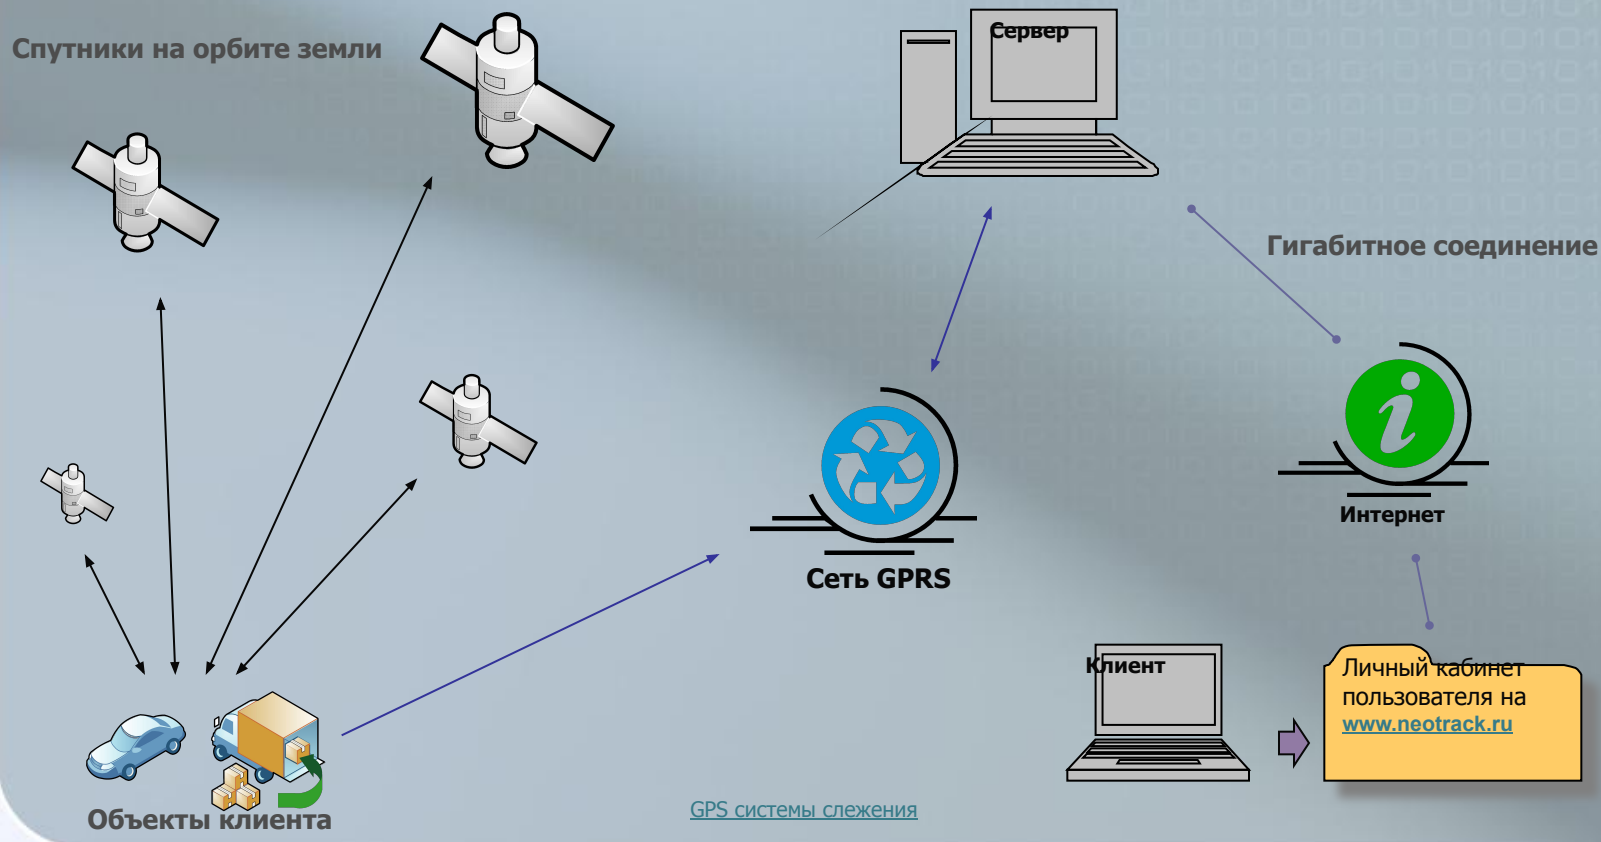 Спутники на орбите земли
Сервер
Гигабитное соединение
Интернет
Сеть GPRS
Клиент
Личный кабинет
пользователя на
www.neotrack.ru
Объекты клиента
GPS системы слежения